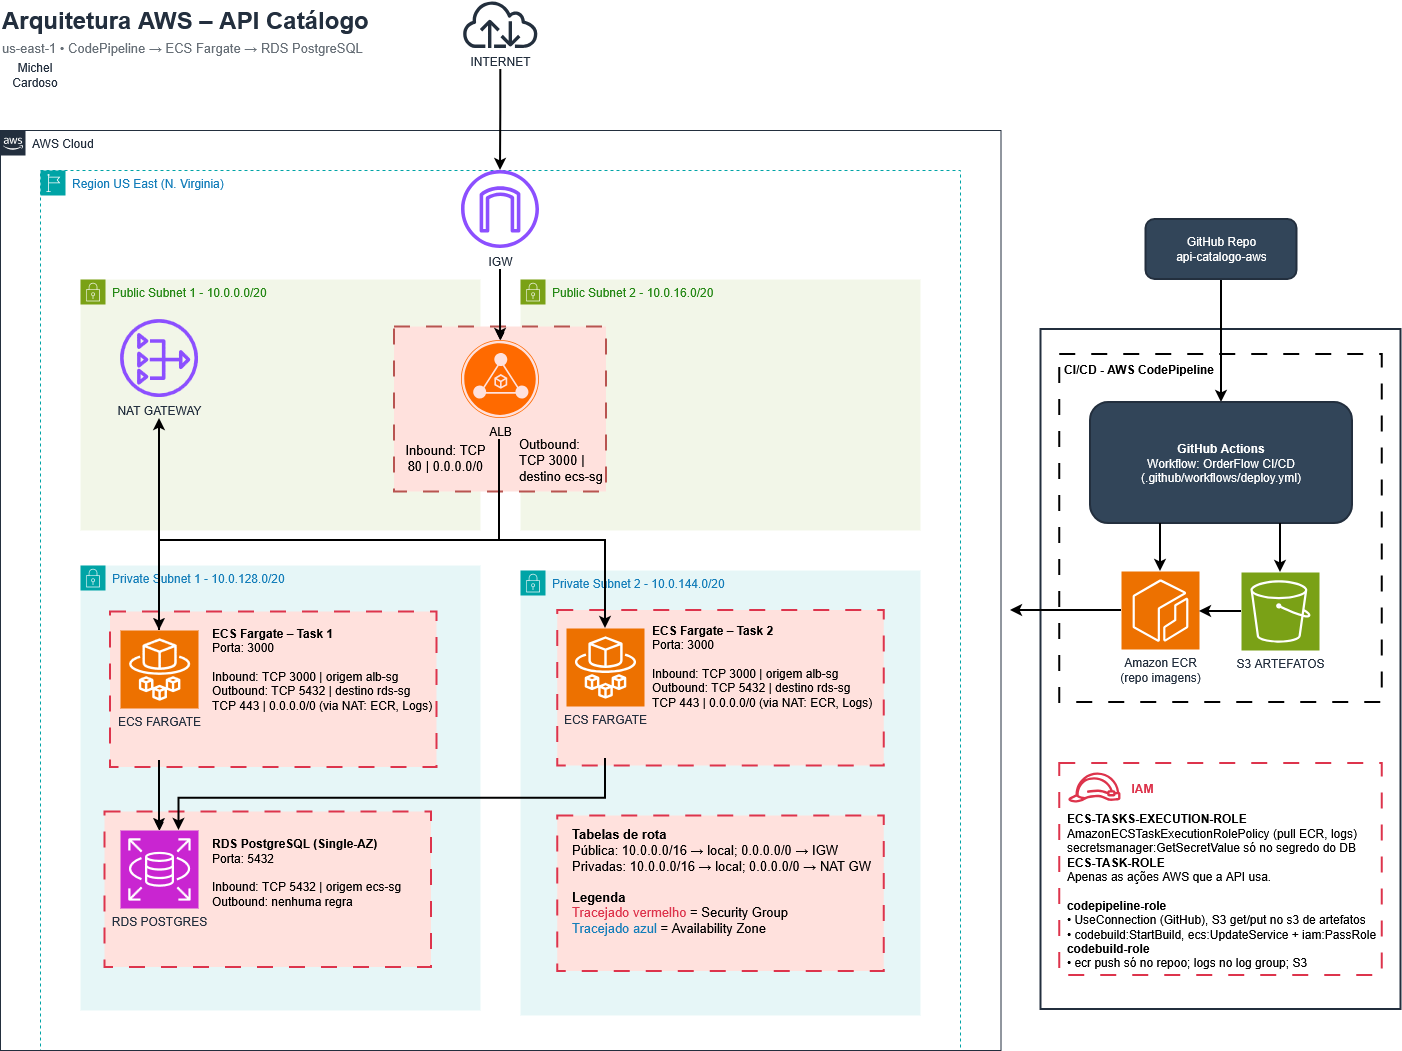 Arquitetura AWS – API Catálogo
us-east-1 • CodePipeline → ECS Fargate → RDS PostgreSQL
Michel
Cardoso
INTERNET
aws
AWS Cloud
Region US East (N. Virginia)
IGW
Public Subnet 1 - 10.0.0.0/20
Public Subnet 2 - 10.0.16.0/20
NAT GATEWAY
ALB
Inbound: TCP
80 | 0.0.0.0/0
Outbound:
TCP 3000 |
destino ecs-sg
Private Subnet 1 - 10.0.128.0/20
Private Subnet 2 - 10.0.144.0/20
ECS Fargate – Task 1
Porta: 3000
Inbound: TCP 3000 | origem alb-sg
Outbound: TCP 5432 | destino rds-sg
TCP 443 | 0.0.0.0/0 (via NAT: ECR, Logs)
ECS FARGATE
ECS Fargate – Task 2
Porta: 3000
Inbound: TCP 3000 | origem alb-sg
Outbound: TCP 5432 | destino rds-sg
TCP 443 | 0.0.0.0/0 (via NAT: ECR, Logs)
ECS FARGATE
RDS PostgreSQL (Single-AZ)
Porta: 5432
Inbound: TCP 5432 | origem ecs-sg
Outbound: nenhuma regra
RDS POSTGRES
Tabelas de rota
Pública: 10.0.0.0/16 → local; 0.0.0.0/0 → IGW
Privadas: 10.0.0.0/16 → local; 0.0.0.0/0 → NAT GW
Legenda
Tracejado vermelho = Security Group
Tracejado azul = Availability Zone
GitHub Repo
api-catalogo-aws
CI/CD - AWS CodePipeline
GitHub Actions
Workflow: OrderFlow CI/CD
(.github/workflows/deploy.yml)
Amazon ECR
(repo imagens)
S3 ARTEFATOS
IAM
ECS-TASKS-EXECUTION-ROLE
AmazonECSTaskExecutionRolePolicy (pull ECR, logs)
secretsmanager:GetSecretValue só no segredo do DB
ECS-TASK-ROLE
Apenas as ações AWS que a API usa.
codepipeline-role
• UseConnection (GitHub), S3 get/put no s3 de artefatos
• codebuild:StartBuild, ecs:UpdateService + iam:PassRole
codebuild-role
• ecr push só no repoo; logs no log group; S3